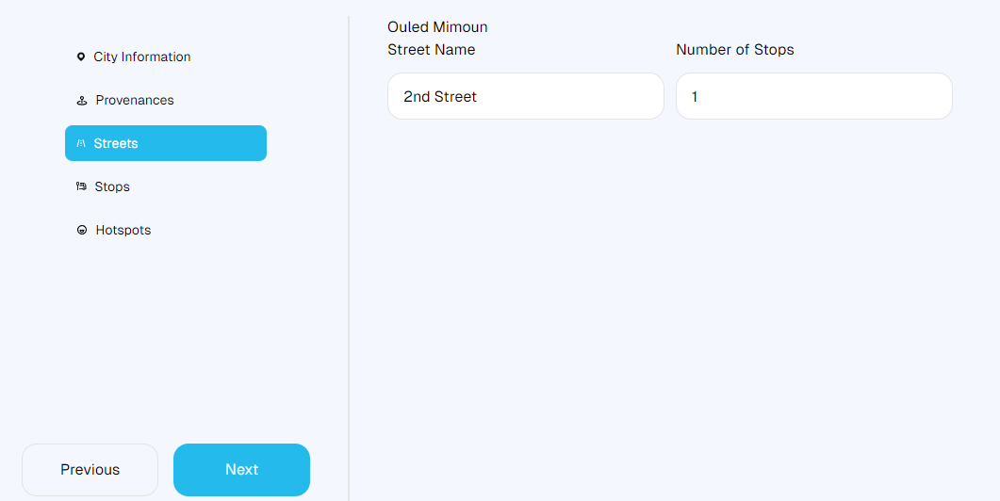 City Information
Provenances
Streets
Stops
Hotspots
Previous
Next
Ouled Mimoun
Street Name
Number of Stops
2nd Street
1